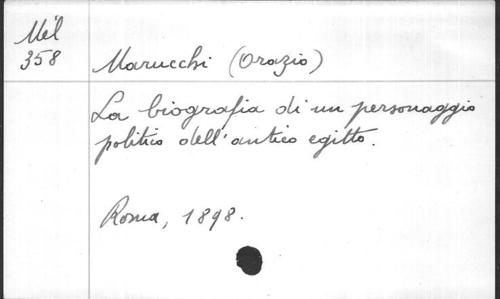 Mél
358
Marucchi (Orazio)
La biografia di un personaggio
politico dell'antico egitto.
Roma, 1898.